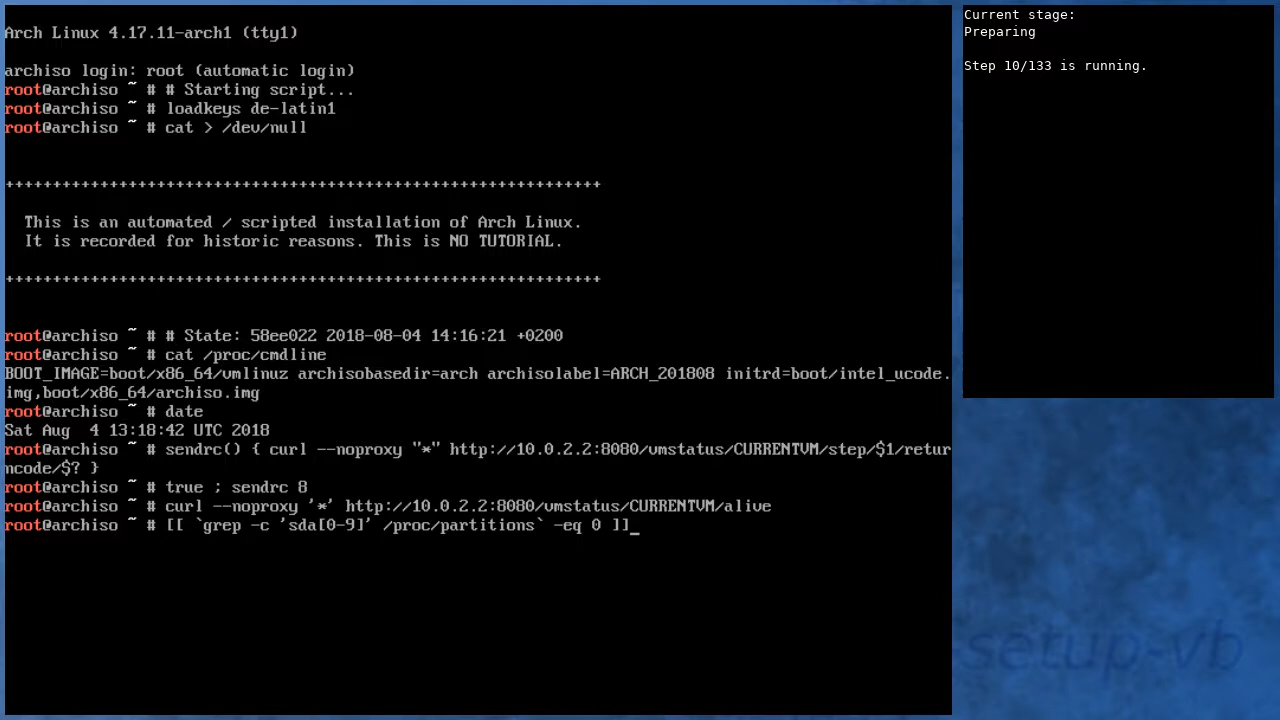 Arch Linux 4.17.11-arch1 (tty1)
archiso login: root (automatic login)
root@archiso ~ # # Starting script...
root@archiso ~ # loadkeys de-latin1
root@archiso ~ # cat > /dev/null
+++++++++++++++++++++++++++++++++++++++++++++++++++++++++++++++
This is an automated / scripted installation of Arch Linux.
It is recorded for historic reasons. This is NO TUTORIAL.
+++++++++++++++++++++++++++++++++++++++++++++++++++++++++++++++
root@archiso ~ # # State: 58ee022 2018-08-04 14:16:21 +0200
root@archiso ~ # cat /proc/cmdline
BOOT_IMAGE=boot/x86_64/vmlinuz archisobasedir=arch archisolabel=ARCH_201808 initrd=boot/intel_ucode.
img,boot/x86_64/archiso.img
root@archiso ~ # date
Sat Aug  4 13:18:42 UTC 2018
root@archiso ~ # sendrc() { curl --noproxy "*" http://10.0.2.2:8080/vmstatus/CURRENTVM/step/$1/retur
ncode/$? }
root@archiso ~ # true ; sendrc 8
root@archiso ~ # curl --noproxy '*' http://10.0.2.2:8080/vmstatus/CURRENTVM/alive
root@archiso ~ # [[ `grep -c 'sda[0-9]' /proc/partitions` -eq 0 ]]_
Current stage:
Preparing
Step 10/133 is running.
setup-vb